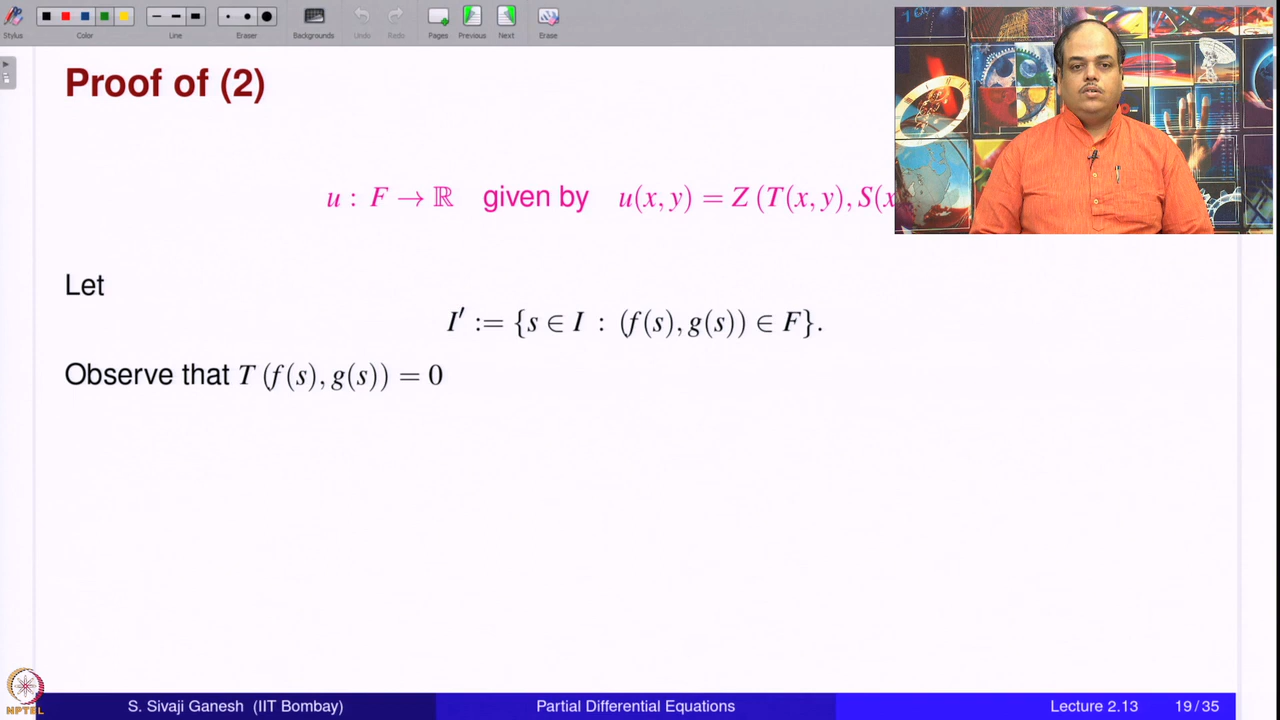 Stylus Color Line Eraser Backgrounds Undo Redo Pages Previous Next Erase
Proof of (2)
u : F → ℝ given by u(x, y) = Z (T(x, y), S(x
Let
I′ := {s ∈ I : (f(s), g(s)) ∈ F}.
Observe that T (f(s), g(s)) = 0
NPTEL
S. Sivaji Ganesh (IIT Bombay) Partial Differential Equations Lecture 2.13 19 / 35